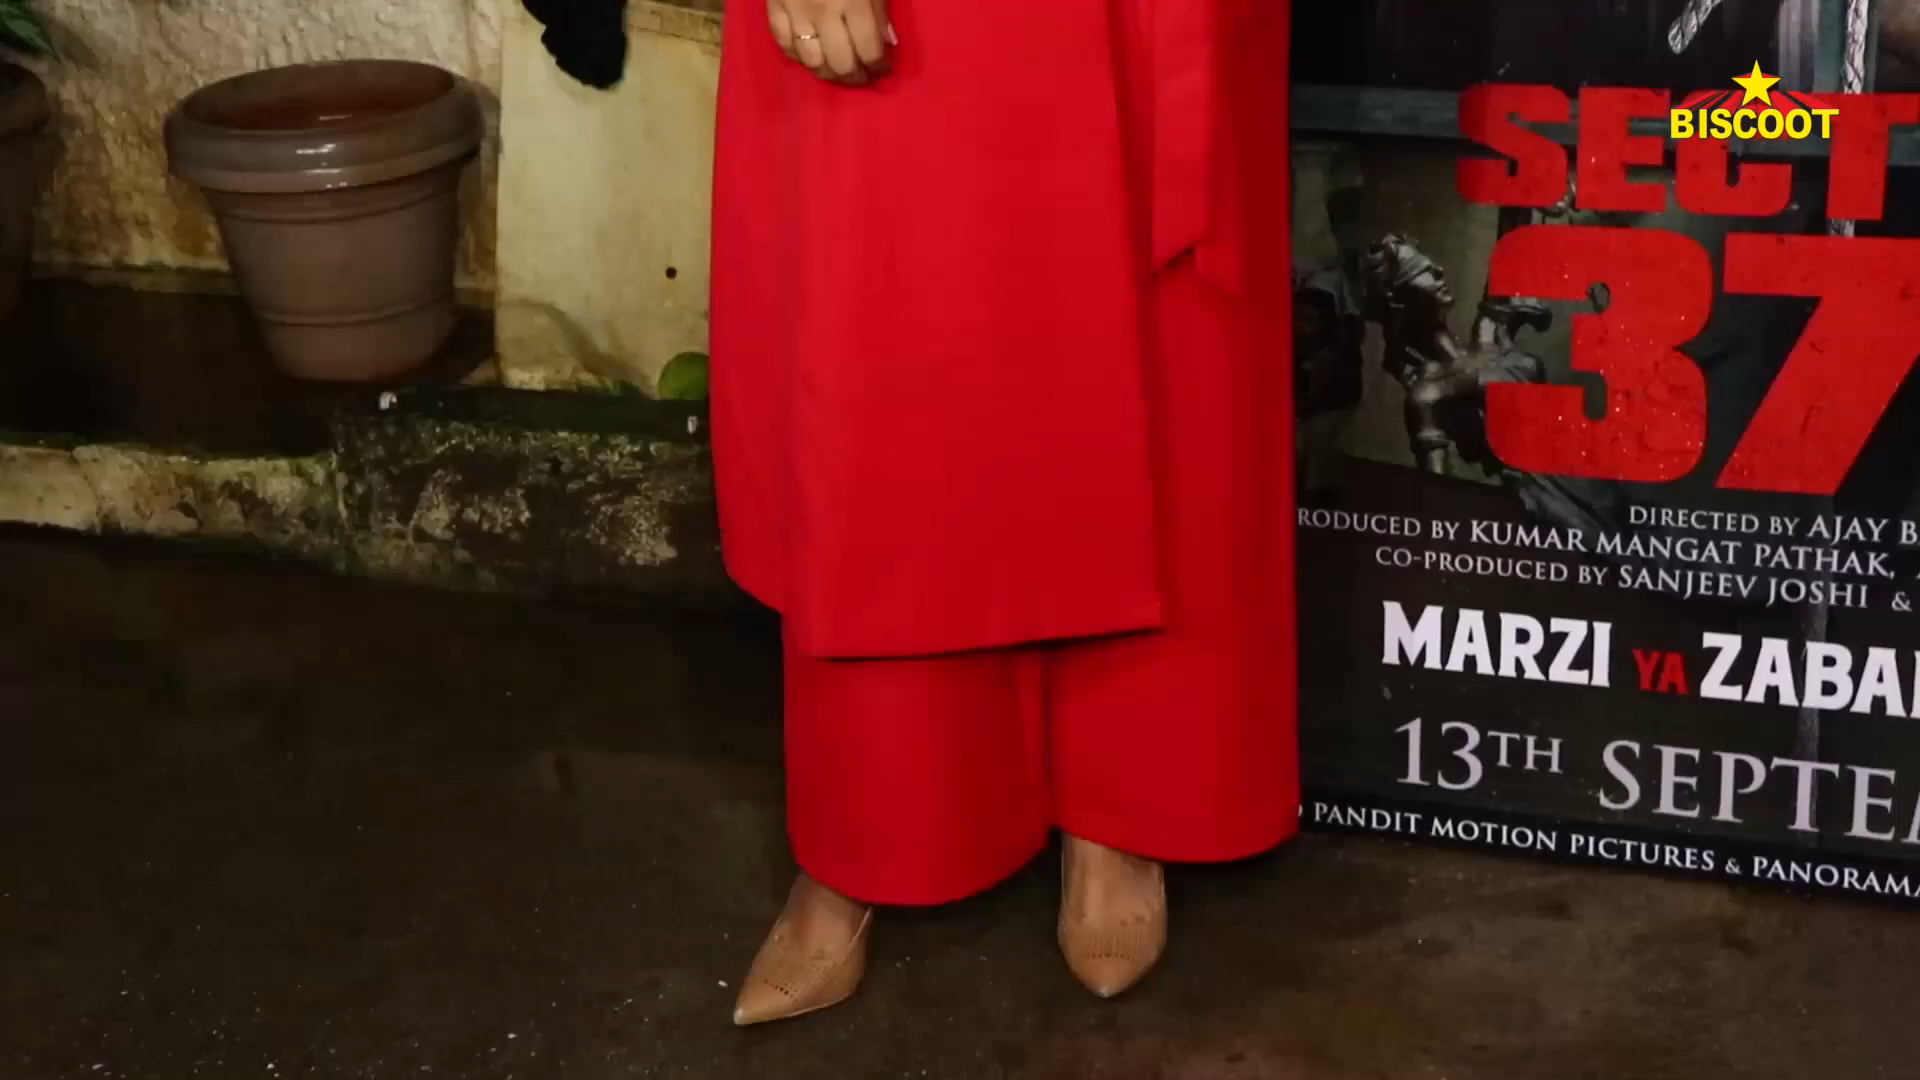 BISCOOT
SECT
37
DIRECTED BY AJAY B
RODUCED BY KUMAR MANGAT PATHAK,
CO-PRODUCED BY SANJEEV JOSHI &
MARZI YA ZABA
13TH SEPTE
PANDIT MOTION PICTURES & PANORAMA